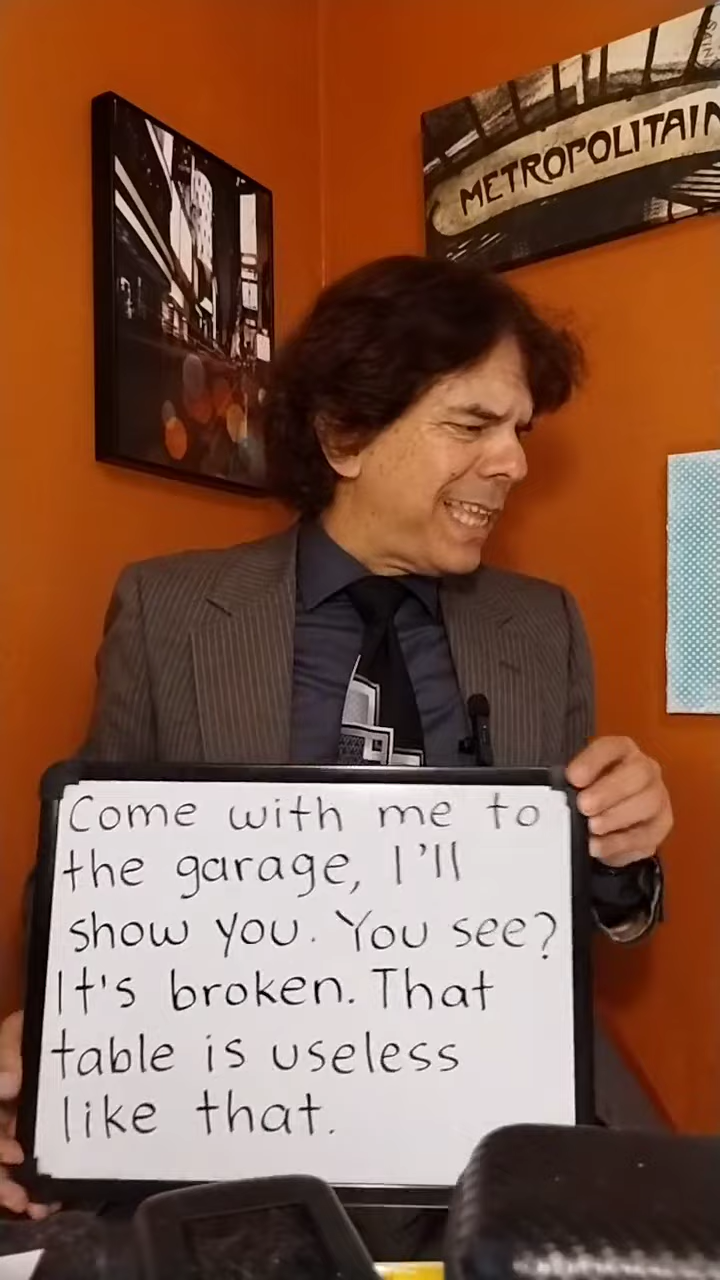 METROPOLITAIN
Come with me to
the garage, I'll
show you. You see?
It's broken. That
table is useless
like that.